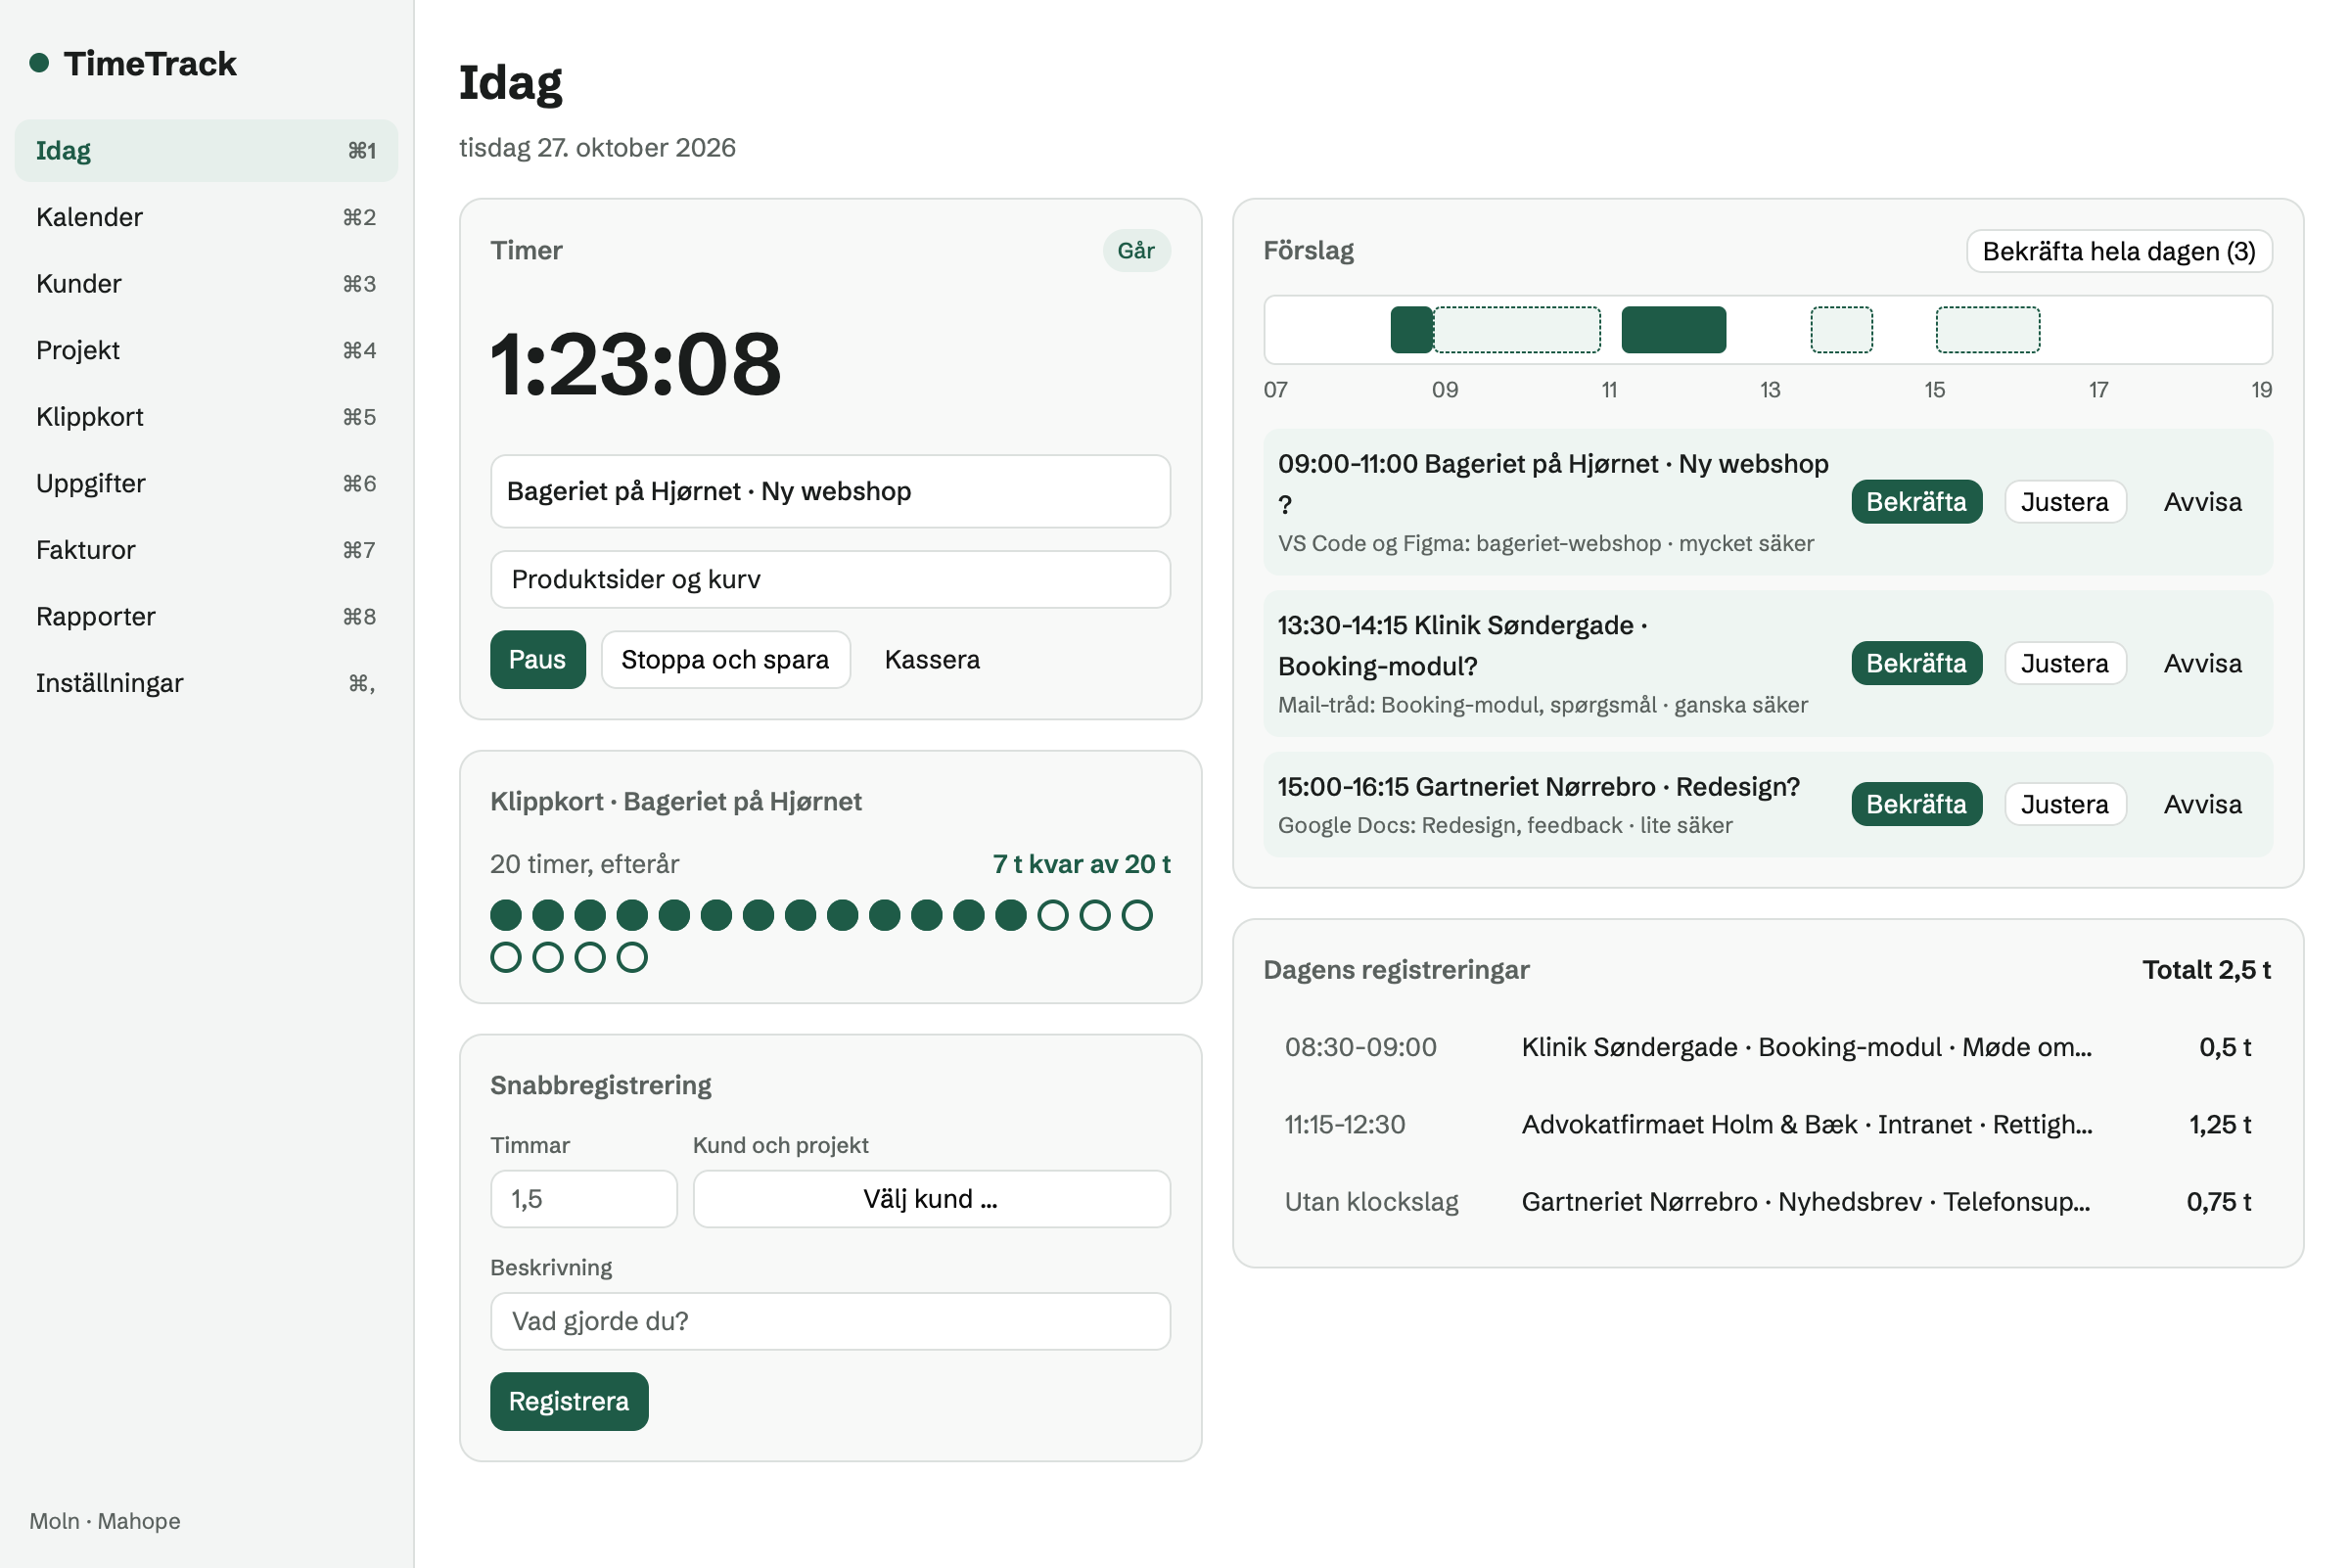 TimeTrack
Idag ⌘1
Kalender ⌘2
Kunder ⌘3
Projekt ⌘4
Klippkort ⌘5
Uppgifter ⌘6
Fakturor ⌘7
Rapporter ⌘8
Inställningar ⌘,
Moln · Mahope
Idag
tisdag 27. oktober 2026
Timer Går
1:23:08
Bageriet på Hjørnet · Ny webshop
Produktsider og kurv
Paus Stoppa och spara Kassera
Klippkort · Bageriet på Hjørnet
20 timer, efterår 7 t kvar av 20 t
Snabbregistrering
Timmar Kund och projekt
1,5 Välj kund ...
Beskrivning
Vad gjorde du?
Registrera
Förslag Bekräfta hela dagen (3)
07 09 11 13 15 17 19
09:00-11:00 Bageriet på Hjørnet · Ny webshop
?
VS Code og Figma: bageriet-webshop · mycket säker
Bekräfta Justera Avvisa
13:30-14:15 Klinik Søndergade ·
Booking-modul?
Mail-tråd: Booking-modul, spørgsmål · ganska säker
Bekräfta Justera Avvisa
15:00-16:15 Gartneriet Nørrebro · Redesign?
Google Docs: Redesign, feedback · lite säker
Bekräfta Justera Avvisa
Dagens registreringar Totalt 2,5 t
08:30-09:00 Klinik Søndergade · Booking-modul · Møde om... 0,5 t
11:15-12:30 Advokatfirmaet Holm & Bæk · Intranet · Rettigh... 1,25 t
Utan klockslag Gartneriet Nørrebro · Nyhedsbrev · Telefonsup... 0,75 t